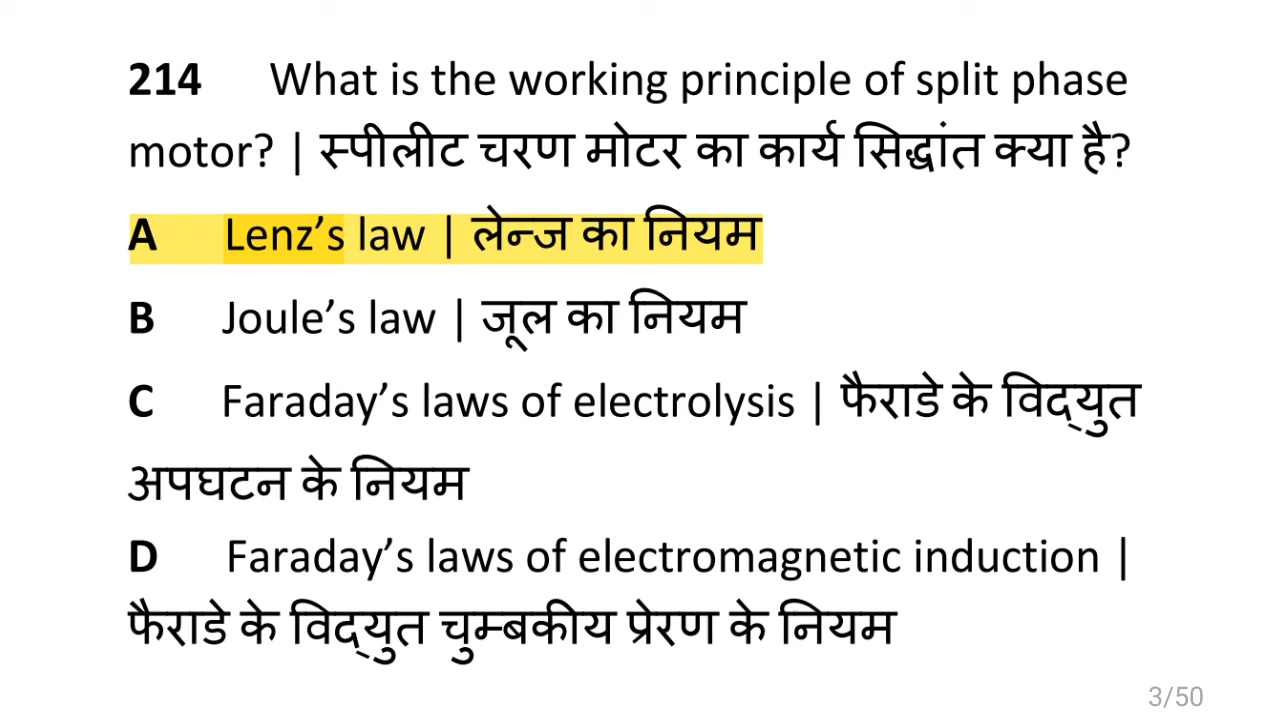 214 What is the working principle of split phase
motor? | स्पीलीट चरण मोटर का कार्य सिद्धांत क्या है?
A Lenz’s law | लेन्ज का नियम
B Joule’s law | जूल का नियम
C Faraday’s laws of electrolysis | फैराडे के विद्युत
अपघटन के नियम
D Faraday’s laws of electromagnetic induction |
फैराडे के विद्युत चुम्बकीय प्रेरण के नियम
3/50